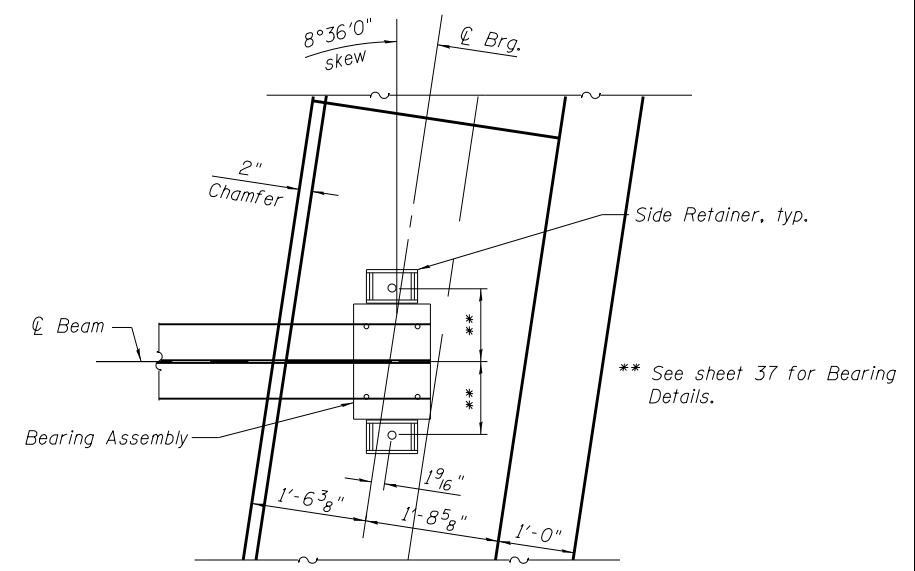 8°36'0"
skew
℄ Brg.
2"
Chamfer
Side Retainer, typ.
℄ Beam
**
**
** See sheet 37 for Bearing
Details.
Bearing Assembly
1 9/16"
1'-6 3/8"
1'-8 5/8"
1'-0"